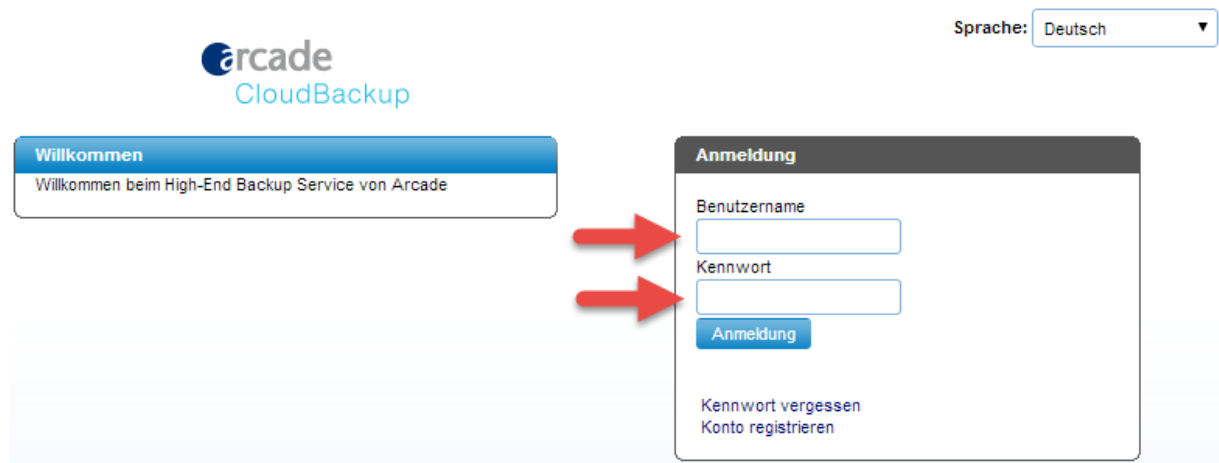 Sprache: Deutsch
arcade
CloudBackup
Willkommen
Willkommen beim High-End Backup Service von Arcade
Anmeldung
Benutzername
Kennwort
Anmeldung
Kennwort vergessen
Konto registrieren